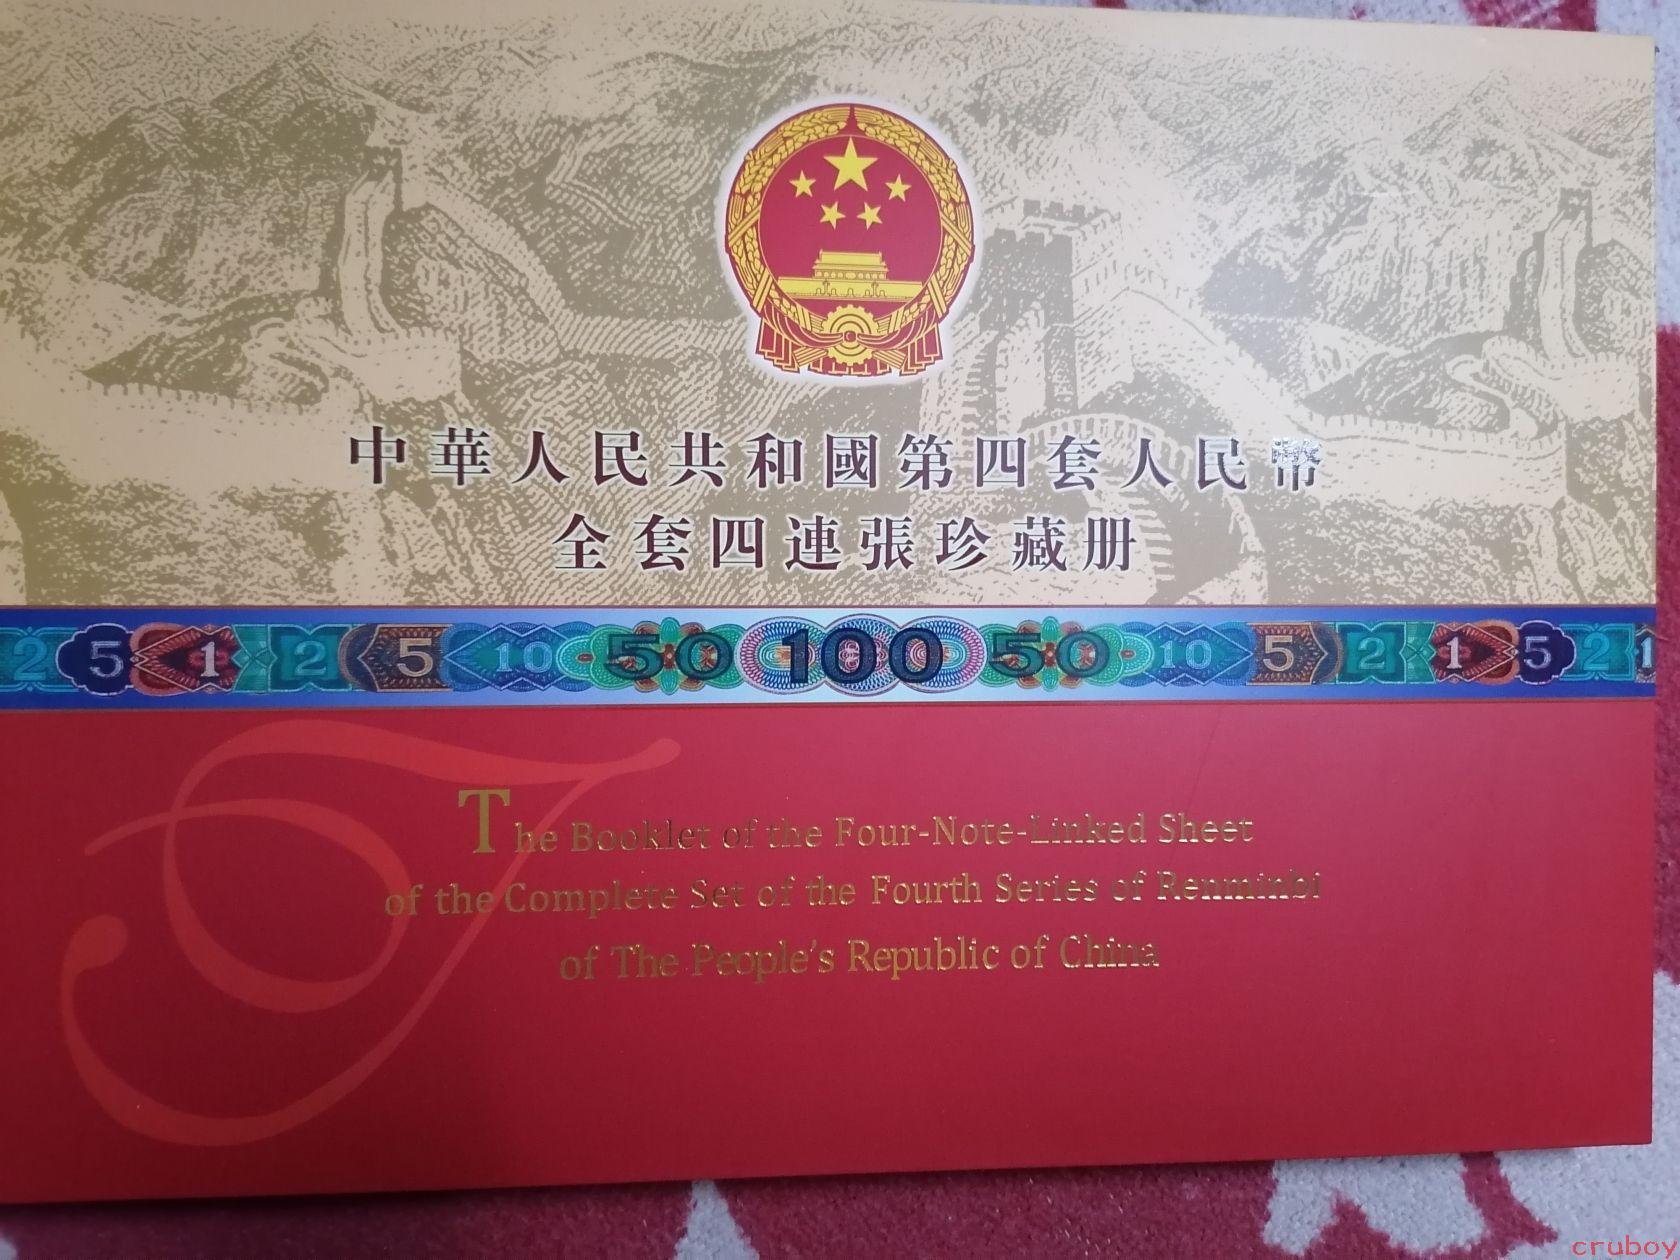 中華人民共和國第四套人民幣
全套四連張珍藏册
2 5 1 2 5 10 50 100 50 10 5 2 1 5 2 1
The Booklet of the Four-Note-Linked Sheet
of the Complete Set of the Fourth Series of Renminbi
of The People's Republic of China
cruboy